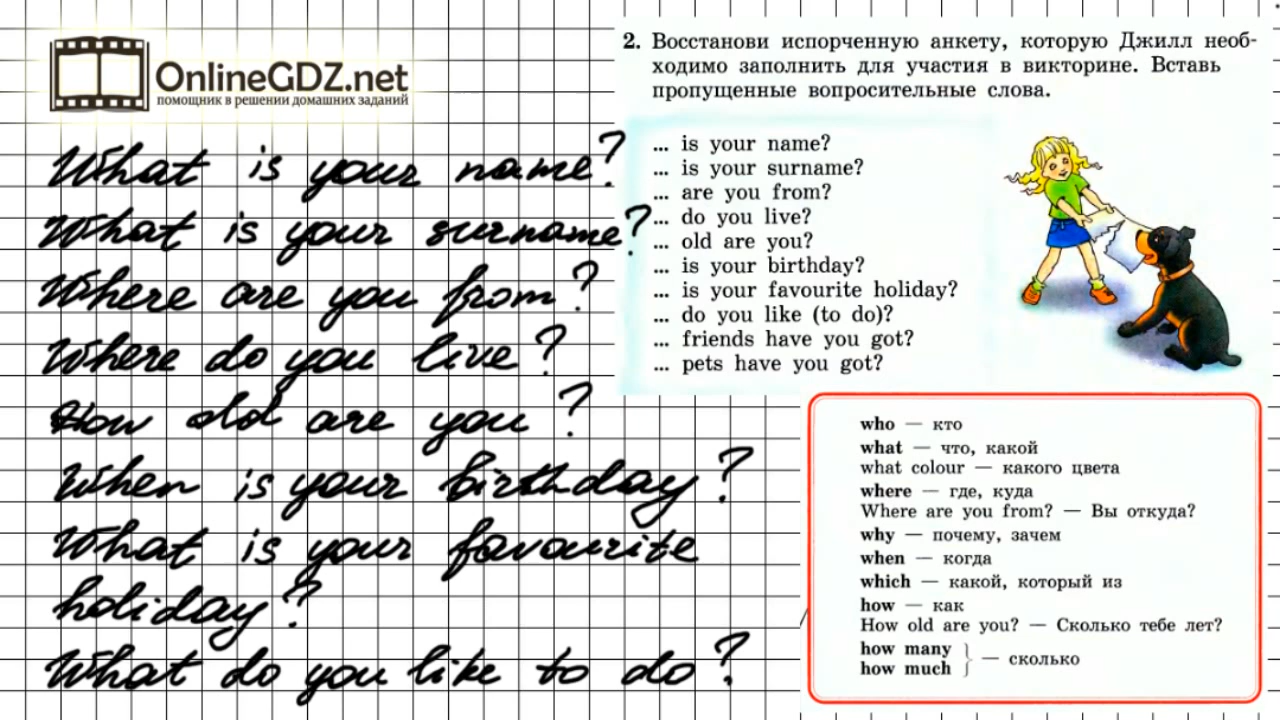 OnlineGDZ.net
помощник в решении домашних заданий
What is your name?
What is your surname?
Where are you from?
Where do you live?
How old are you?
When is your birthday?
What is your favourite
holiday?
What do you like to do?
2. Восстанови испорченную анкету, которую Джилл необ-
ходимо заполнить для участия в викторине. Вставь
пропущенные вопросительные слова.
... is your name?
... is your surname?
... are you from?
... do you live?
... old are you?
... is your birthday?
... is your favourite holiday?
... do you like (to do)?
... friends have you got?
... pets have you got?
who — кто
what — что, какой
what colour — какого цвета
where — где, куда
Where are you from? — Вы откуда?
why — почему, зачем
when — когда
which — какой, который из
how — как
How old are you? — Сколько тебе лет?
how many
how much } — сколько